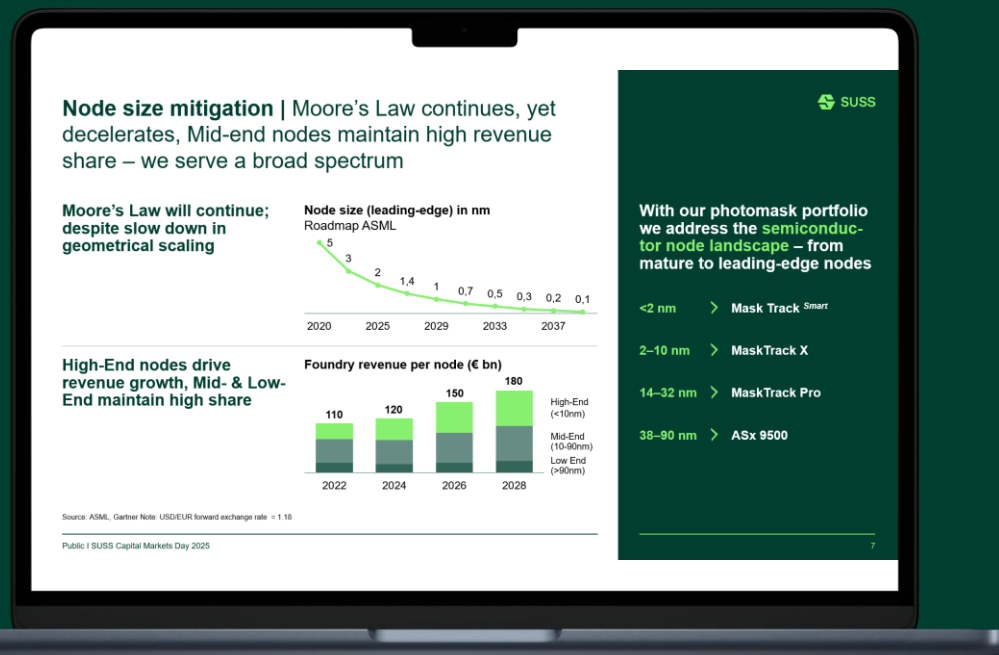 Node size mitigation | Moore's Law continues, yet
decelerates, Mid-end nodes maintain high revenue
share – we serve a broad spectrum
Moore's Law will continue;
despite slow down in
geometrical scaling
Node size (leading-edge) in nm
Roadmap ASML
5
3
2
1,4
1
0,7
0,5
0,3
0,2
0,1
2020
2025
2029
2033
2037
High-End nodes drive
revenue growth, Mid- & Low-
End maintain high share
Foundry revenue per node (€ bn)
110
120
150
180
High-End
(<10nm)
Mid-End
(10-90nm)
Low End
(>90nm)
2022
2024
2026
2028
Source: ASML, Gartner Note: USD/EUR forward exchange rate = 1.18
Public I SUSS Capital Markets Day 2025
SUSS
With our photomask portfolio
we address the semiconduc-
tor node landscape – from
mature to leading-edge nodes
<2 nm > Mask Track Smart
2–10 nm > MaskTrack X
14–32 nm > MaskTrack Pro
38–90 nm > ASx 9500
7